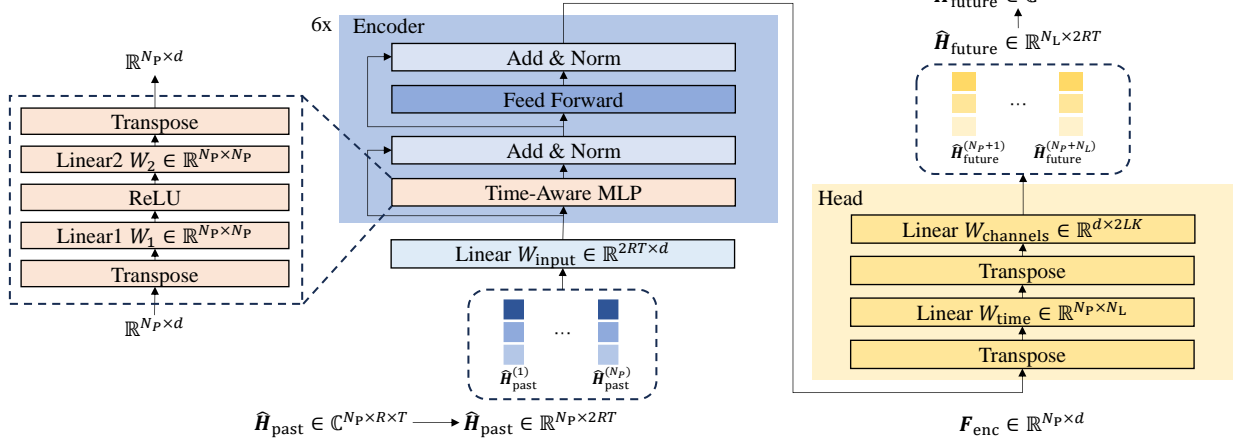 ℝ^{N_P×d}
Transpose
Linear2 W_2 ∈ ℝ^{N_P×N_P}
ReLU
Linear1 W_1 ∈ ℝ^{N_P×N_P}
Transpose
ℝ^{N_P×d}
6x
Encoder
Add & Norm
Feed Forward
Add & Norm
Time-Aware MLP
Linear W_input ∈ ℝ^{2RT×d}
...
Ĥ_past^{(1)}
Ĥ_past^{(N_P)}
Ĥ_past ∈ ℂ^{N_P×R×T}
Ĥ_past ∈ ℝ^{N_P×2RT}
Ĥ_future ∈ ℝ^{N_L×2RT}
...
Ĥ_future^{(N_P+1)}
Ĥ_future^{(N_P+N_L)}
Head
Linear W_channels ∈ ℝ^{d×2LK}
Transpose
Linear W_time ∈ ℝ^{N_P×N_L}
Transpose
F_enc ∈ ℝ^{N_P×d}